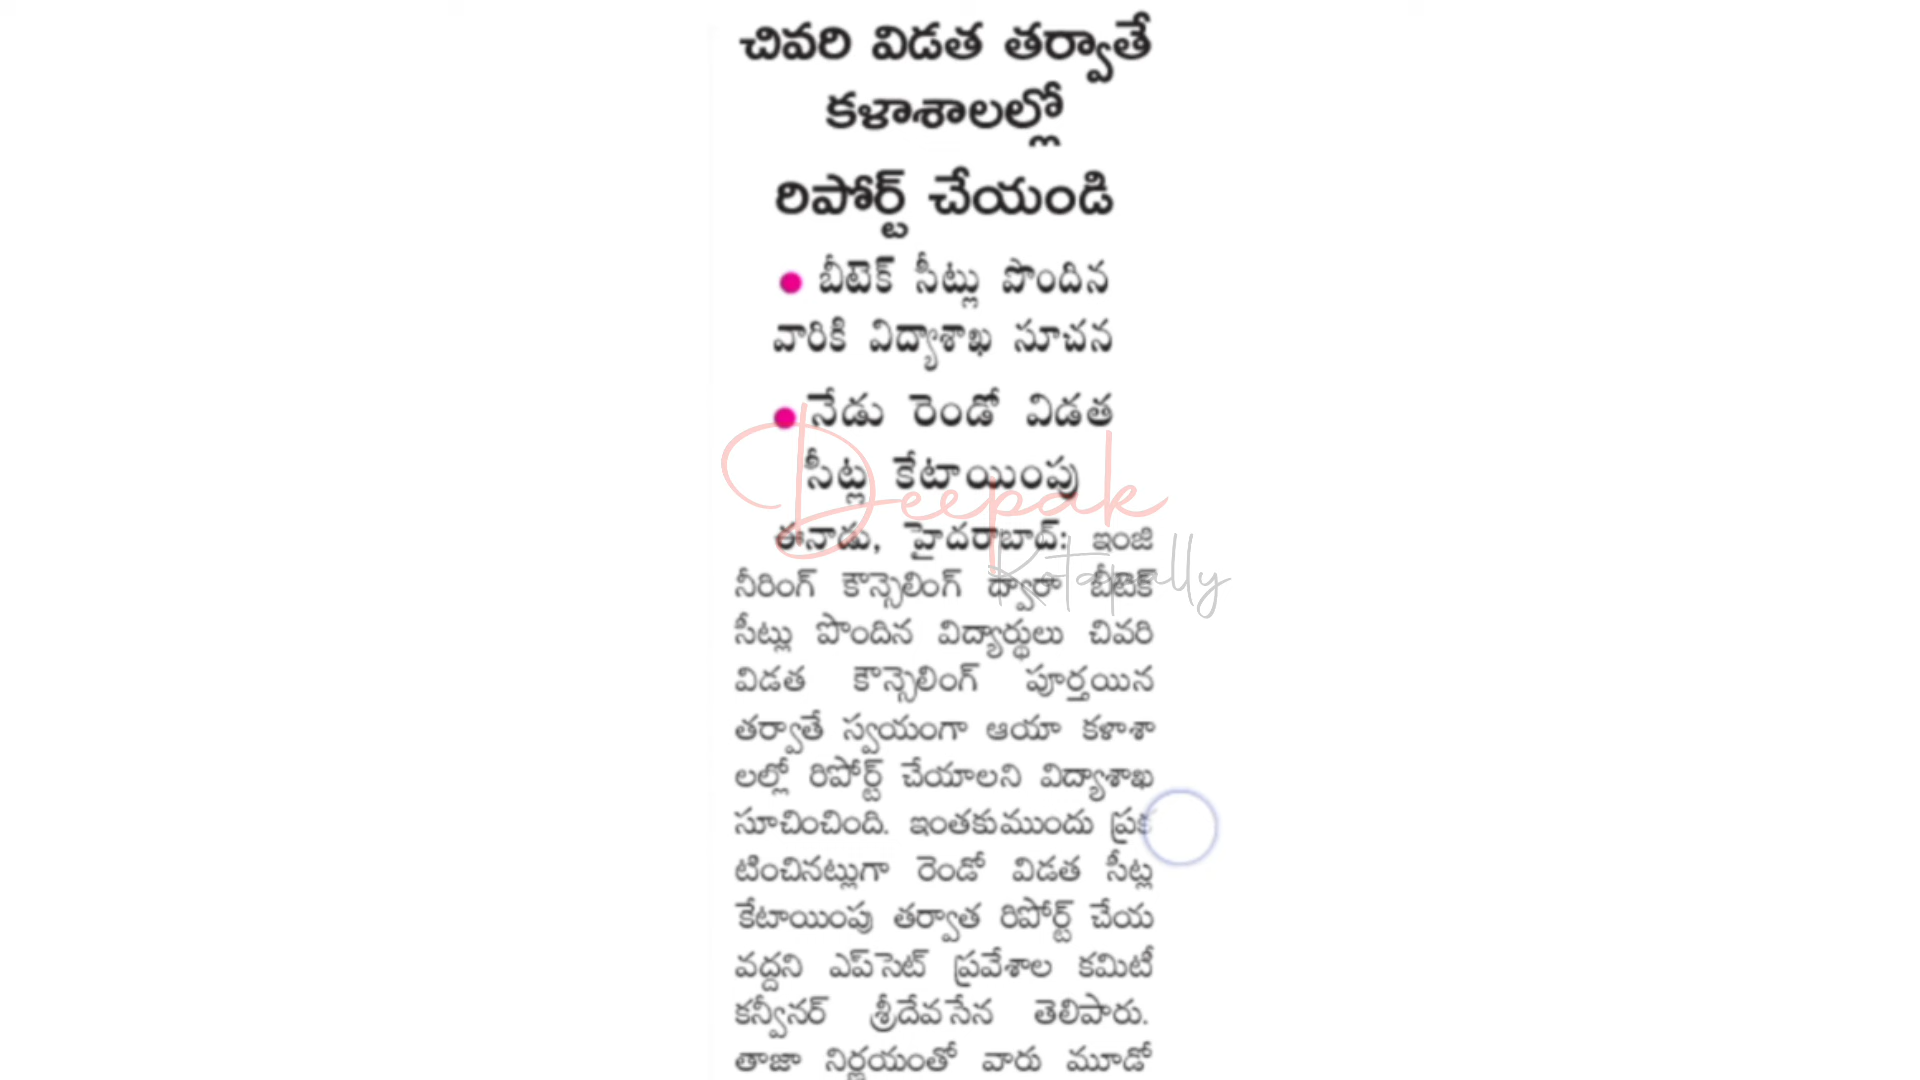 చివరి విడత తర్వాతే
కళాశాలల్లో
రిపోర్ట్ చేయండి
● బీటెక్ సీట్లు పొందిన
వారికి విద్యాశాఖ సూచన
● నేడు రెండో విడత
సీట్ల కేటాయింపు
ఈనాడు, హైదరాబాద్: ఇంజి
నీరింగ్ కౌన్సెలింగ్ ద్వారా బీటెక్
సీట్లు పొందిన విద్యార్థులు చివరి
విడత కౌన్సెలింగ్ పూర్తయిన
తర్వాతే స్వయంగా ఆయా కళాశా
లల్లో రిపోర్ట్ చేయాలని విద్యాశాఖ
సూచించింది. ఇంతకుముందు ప్రక
టించినట్లుగా రెండో విడత సీట్ల
కేటాయింపు తర్వాత రిపోర్ట్ చేయ
వద్దని ఎప్‌సెట్ ప్రవేశాల కమిటీ
కన్వీనర్ శ్రీదేవసేన తెలిపారు.
తాజా నిర్ణయంతో వారు మూడో
Deepak
Kotapally